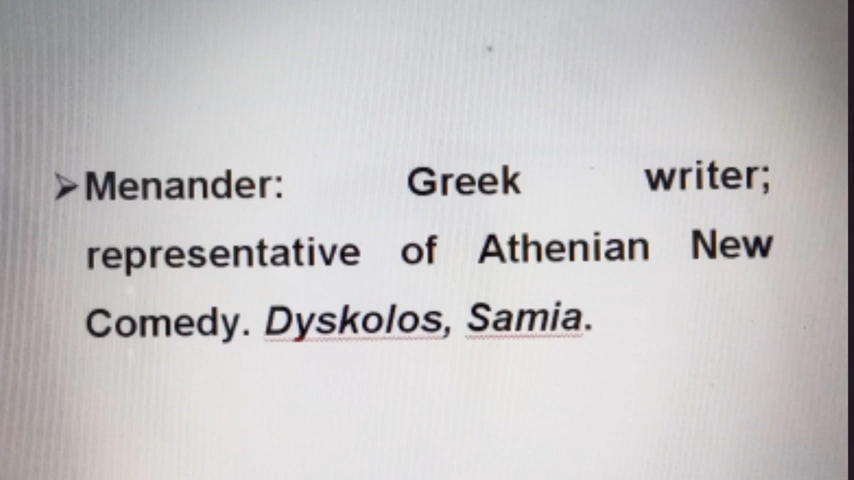 ➢Menander: Greek writer;
representative of Athenian New
Comedy. Dyskolos, Samia.